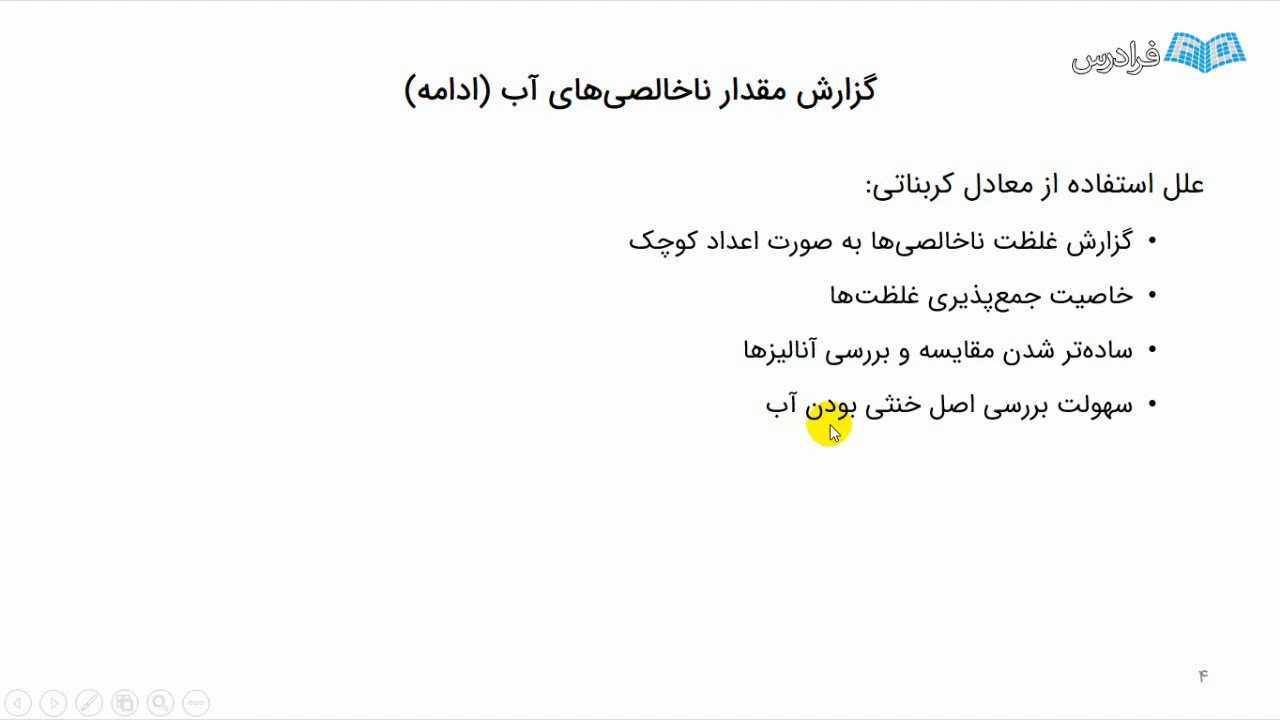 فرادرس
گزارش مقدار ناخالصی‌های آب (ادامه)
علل استفاده از معادل کربناتی:
• گزارش غلظت ناخالصی‌ها به صورت اعداد کوچک
• خاصیت جمع‌پذیری غلظت‌ها
• ساده‌تر شدن مقایسه و بررسی آنالیزها
• سهولت بررسی اصل خنثی بودن آب
۴